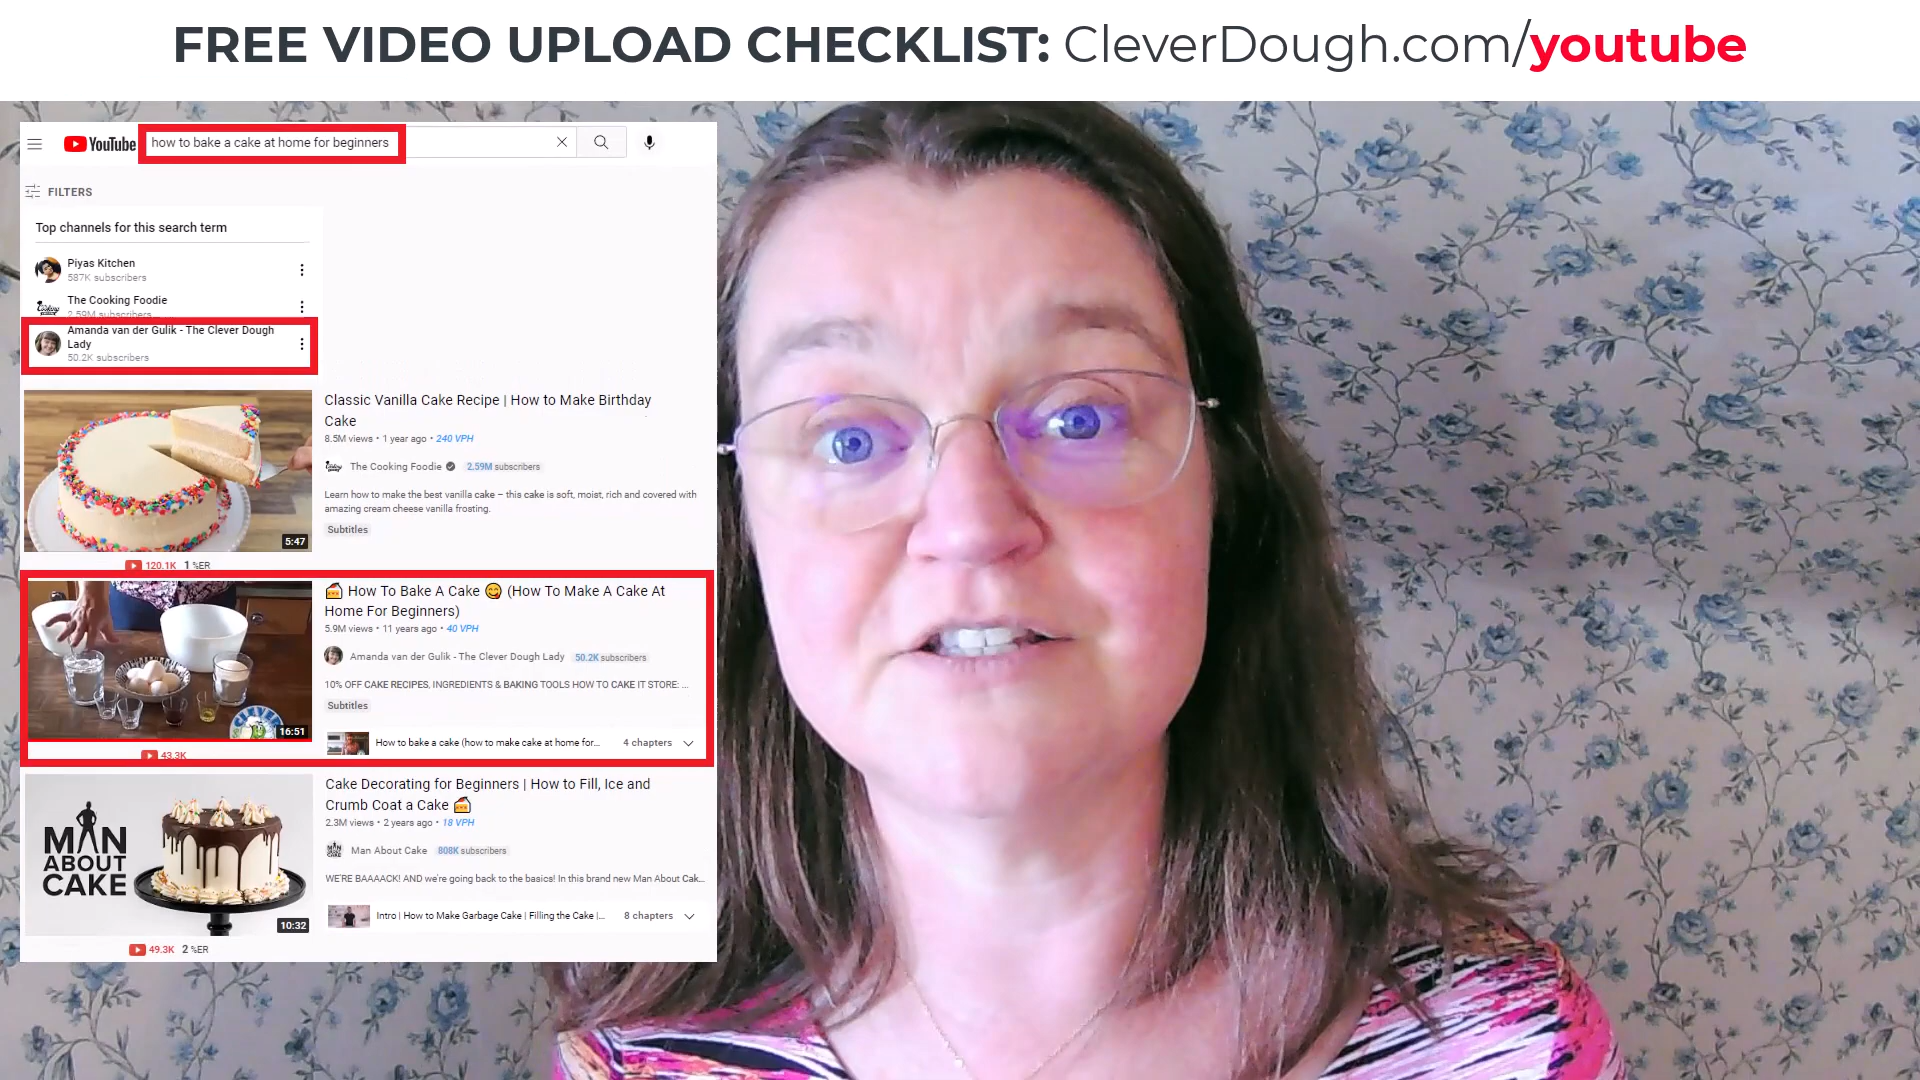 FREE VIDEO UPLOAD CHECKLIST: CleverDough.com/youtube
YouTube
how to bake a cake at home for beginners
FILTERS
Top channels for this search term
Piyas Kitchen
587K subscribers
The Cooking Foodie
2.59M subscribers
Amanda van der Gulik - The Clever Dough
Lady
50.2K subscribers
Classic Vanilla Cake Recipe | How to Make Birthday
Cake
8.5M views • 1 year ago • 240 VPH
The Cooking Foodie 2.59M subscribers
Learn how to make the best vanilla cake – this cake is soft, moist, rich and covered with
amazing cream cheese vanilla frosting.
Subtitles
5:47
120.1K 1 %ER
🍰 How To Bake A Cake 😋 (How To Make A Cake At
Home For Beginners)
5.9M views • 11 years ago • 40 VPH
Amanda van der Gulik - The Clever Dough Lady 50.2K subscribers
10% OFF CAKE RECIPES, INGREDIENTS & BAKING TOOLS HOW TO CAKE IT STORE: ...
Subtitles
16:51
How to bake a cake (how to make cake at home for... 4 chapters
43.3K
Cake Decorating for Beginners | How to Fill, Ice and
Crumb Coat a Cake 🍰
2.3M views • 2 years ago • 18 VPH
Man About Cake 808K subscribers
WE'RE BAAAACK! AND we're going back to the basics! In this brand new Man About Cak...
MAN
ABOUT
CAKE
10:32
Intro | How to Make Garbage Cake | Filling the Cake |... 8 chapters
49.3K 2 %ER